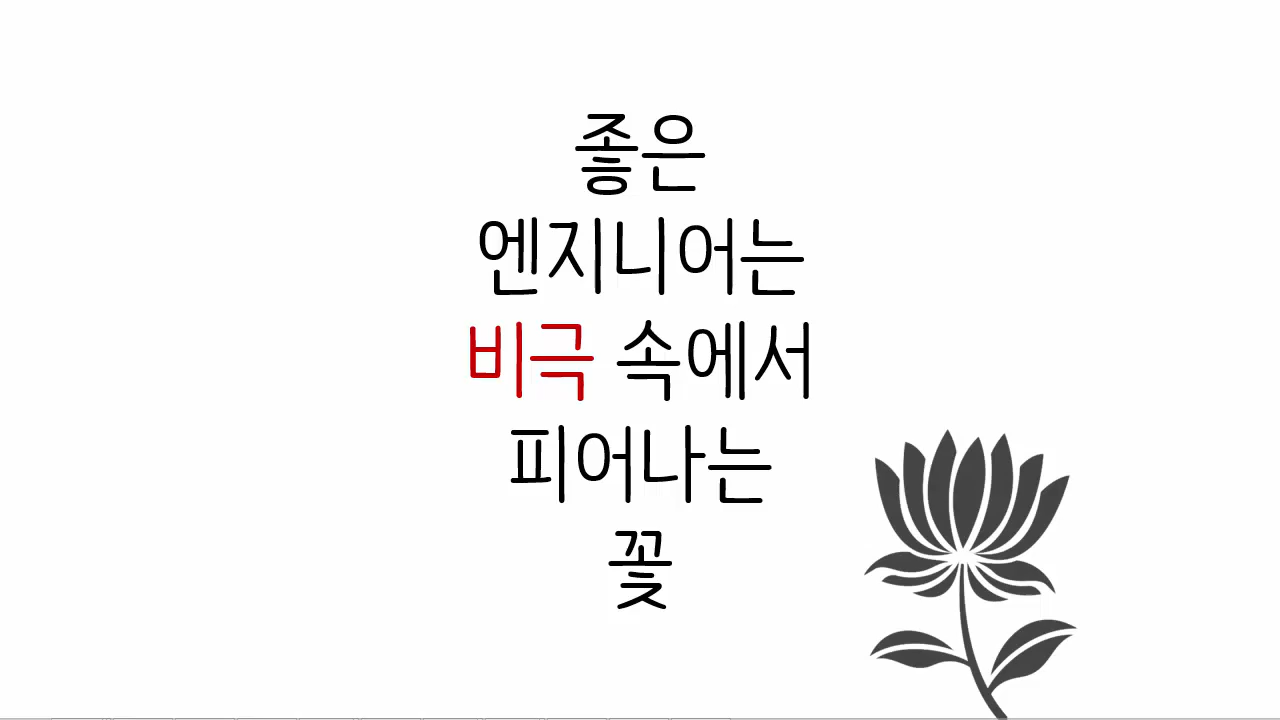 좋은
엔지니어는
비극 속에서
피어나는
꽃